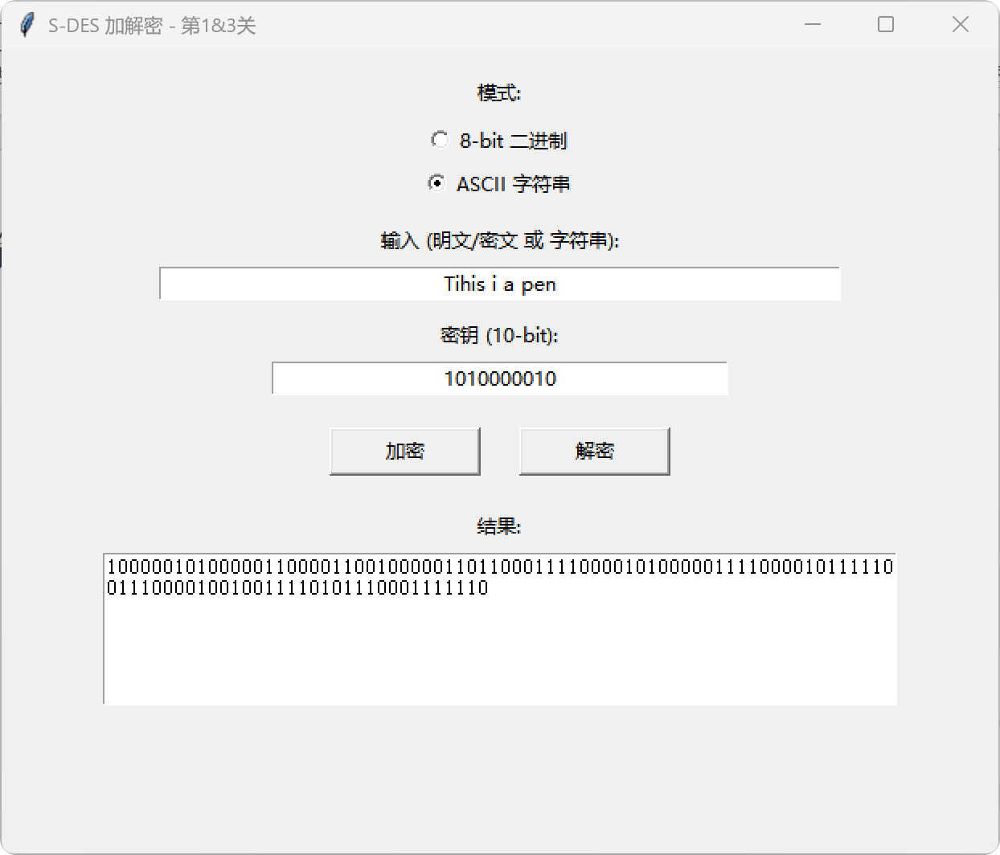 S-DES 加解密 - 第1&3关
模式:
8-bit 二进制
ASCII 字符串
输入 (明文/密文 或 字符串):
Tihis i a pen
密钥 (10-bit):
1010000010
加密 解密
结果:
1000001010000011000011001000001101100011110000101000001111000010111110
0111000010010011110101110001111110